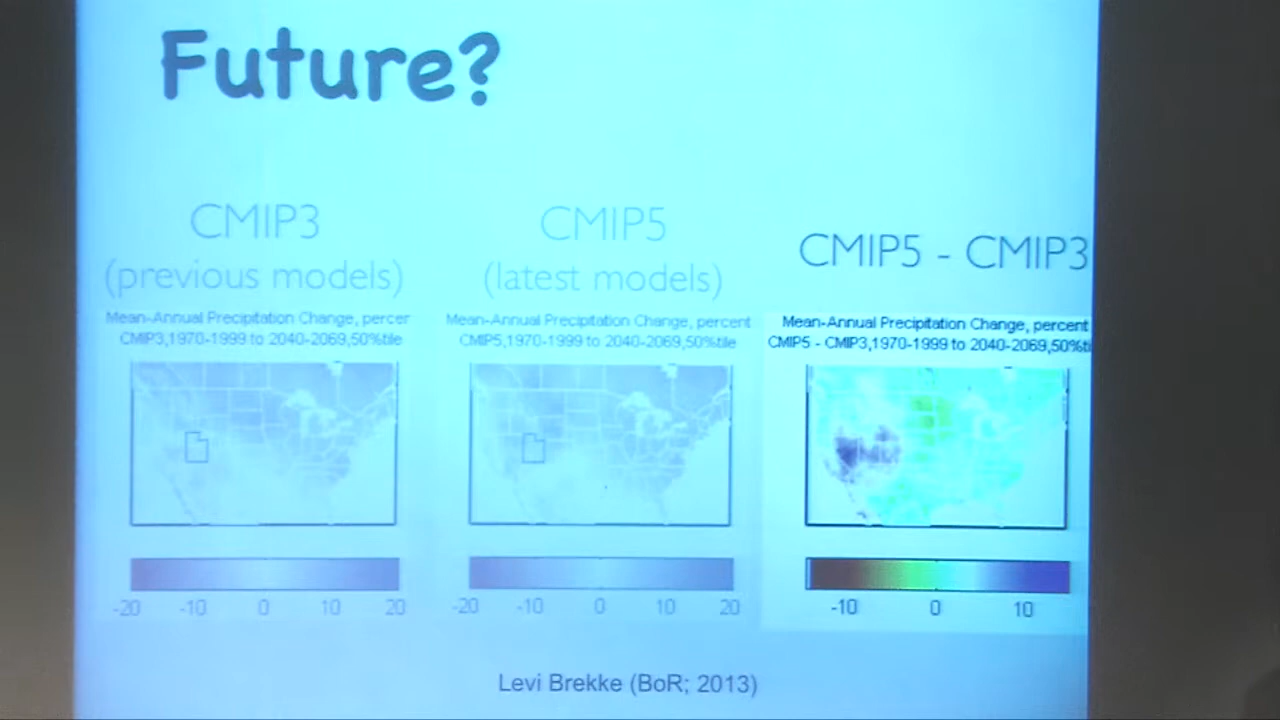 Future?
CMIP3
(previous models)
CMIP5
(latest models)
CMIP5 - CMIP3
Mean-Annual Precipitation Change, percer
CMIP3,1970-1999 to 2040-2069,50%tile
Mean-Annual Precipitation Change, percent
CMIP5,1970-1999 to 2040-2069,50%tile
Mean-Annual Precipitation Change, percent
CMIP5 - CMIP3,1970-1999 to 2040-2069,50%ti
-20 -10 0 10 20
-20 -10 0 10 20
-10 0 10
Levi Brekke (BoR; 2013)